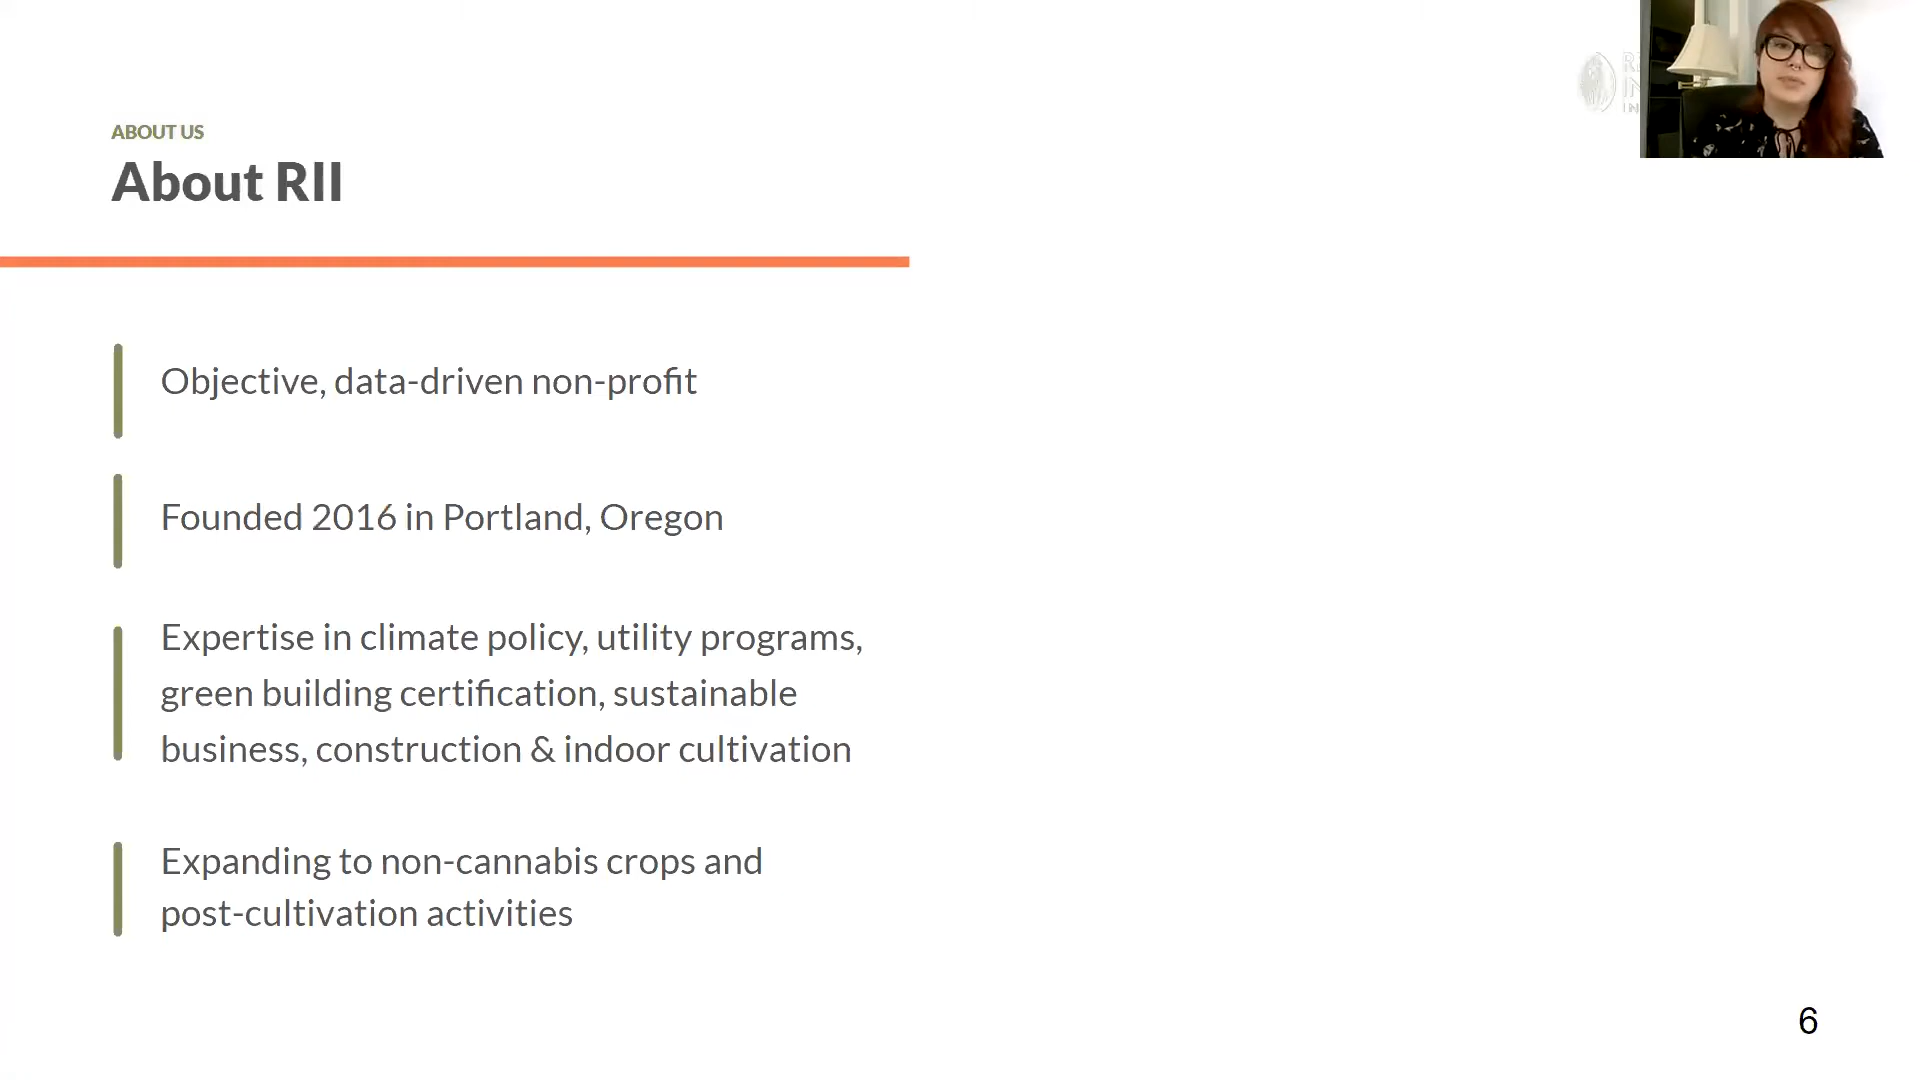 ABOUT US
About RII
Objective, data-driven non-profit
Founded 2016 in Portland, Oregon
Expertise in climate policy, utility programs,
green building certification, sustainable
business, construction & indoor cultivation
Expanding to non-cannabis crops and
post-cultivation activities
6